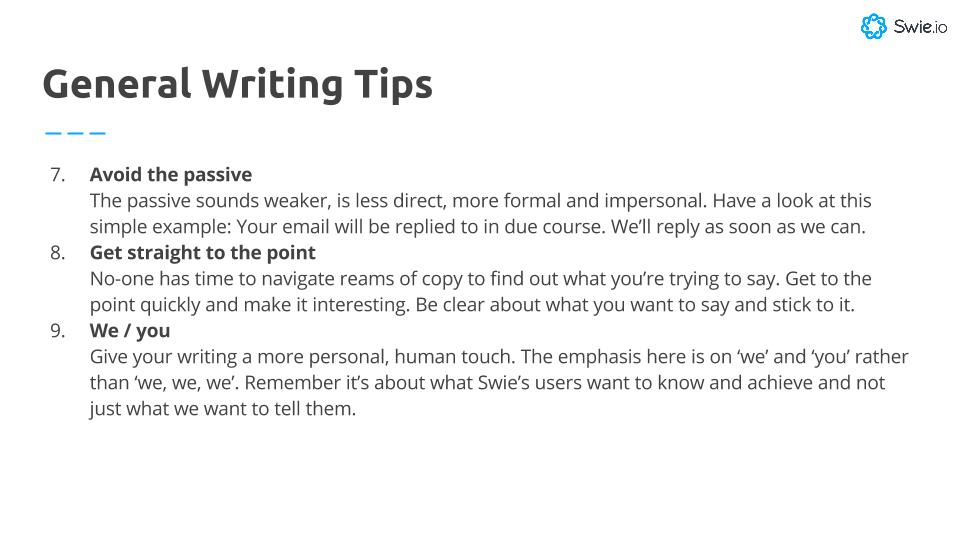 Swie.io
General Writing Tips
7. Avoid the passive
The passive sounds weaker, is less direct, more formal and impersonal. Have a look at this
simple example: Your email will be replied to in due course. We’ll reply as soon as we can.
8. Get straight to the point
No-one has time to navigate reams of copy to find out what you’re trying to say. Get to the
point quickly and make it interesting. Be clear about what you want to say and stick to it.
9. We / you
Give your writing a more personal, human touch. The emphasis here is on ‘we’ and ‘you’ rather
than ‘we, we, we’. Remember it’s about what Swie’s users want to know and achieve and not
just what we want to tell them.